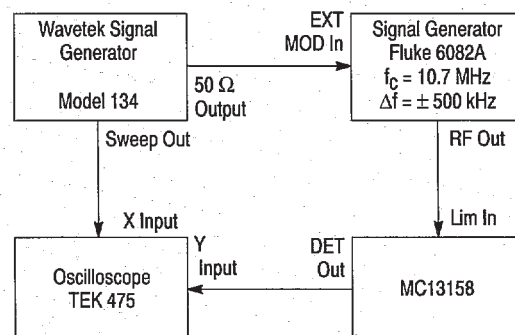 Wavetek Signal
Generator
Model 134
EXT
MOD In
50 Ω
Output
Signal Generator
Fluke 6082A
fC = 10.7 MHz
Δf = ± 500 kHz
Sweep Out
RF Out
X Input
Y
Input
DET
Out
Lim In
Oscilloscope
TEK 475
MC13158